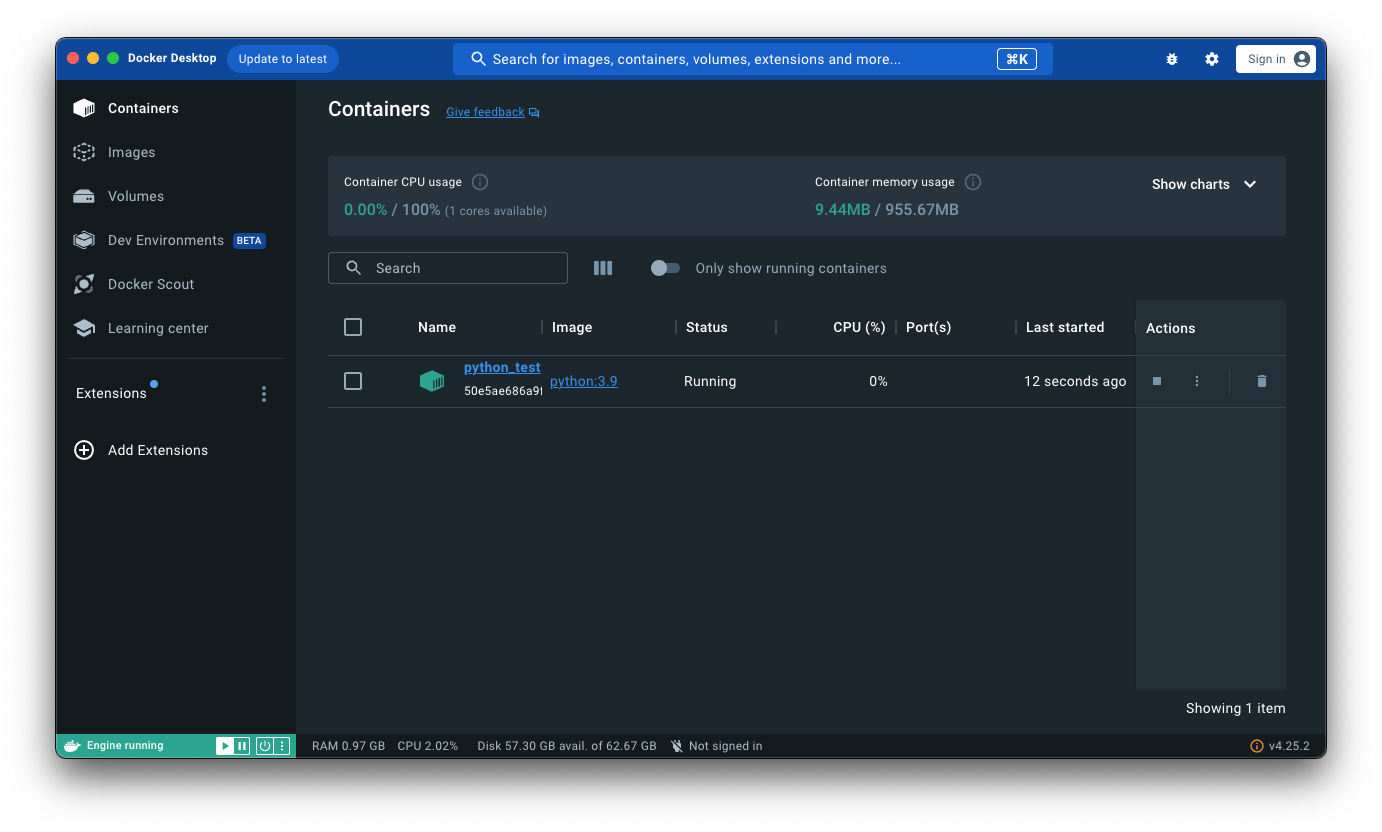 Docker Desktop
Update to latest
Search for images, containers, volumes, extensions and more...
⌘K
Sign in
Containers
Images
Volumes
Dev Environments BETA
Docker Scout
Learning center
Extensions
Add Extensions
Containers
Give feedback
Container CPU usage
0.00% / 100% (1 cores available)
Container memory usage
9.44MB / 955.67MB
Show charts
Search
Only show running containers
Name Image Status CPU (%) Port(s) Last started Actions
python_test
50e5ae686a9f
python:3.9
Running
0%
12 seconds ago
Showing 1 item
Engine running
RAM 0.97 GB CPU 2.02% Disk 57.30 GB avail. of 62.67 GB Not signed in
v4.25.2